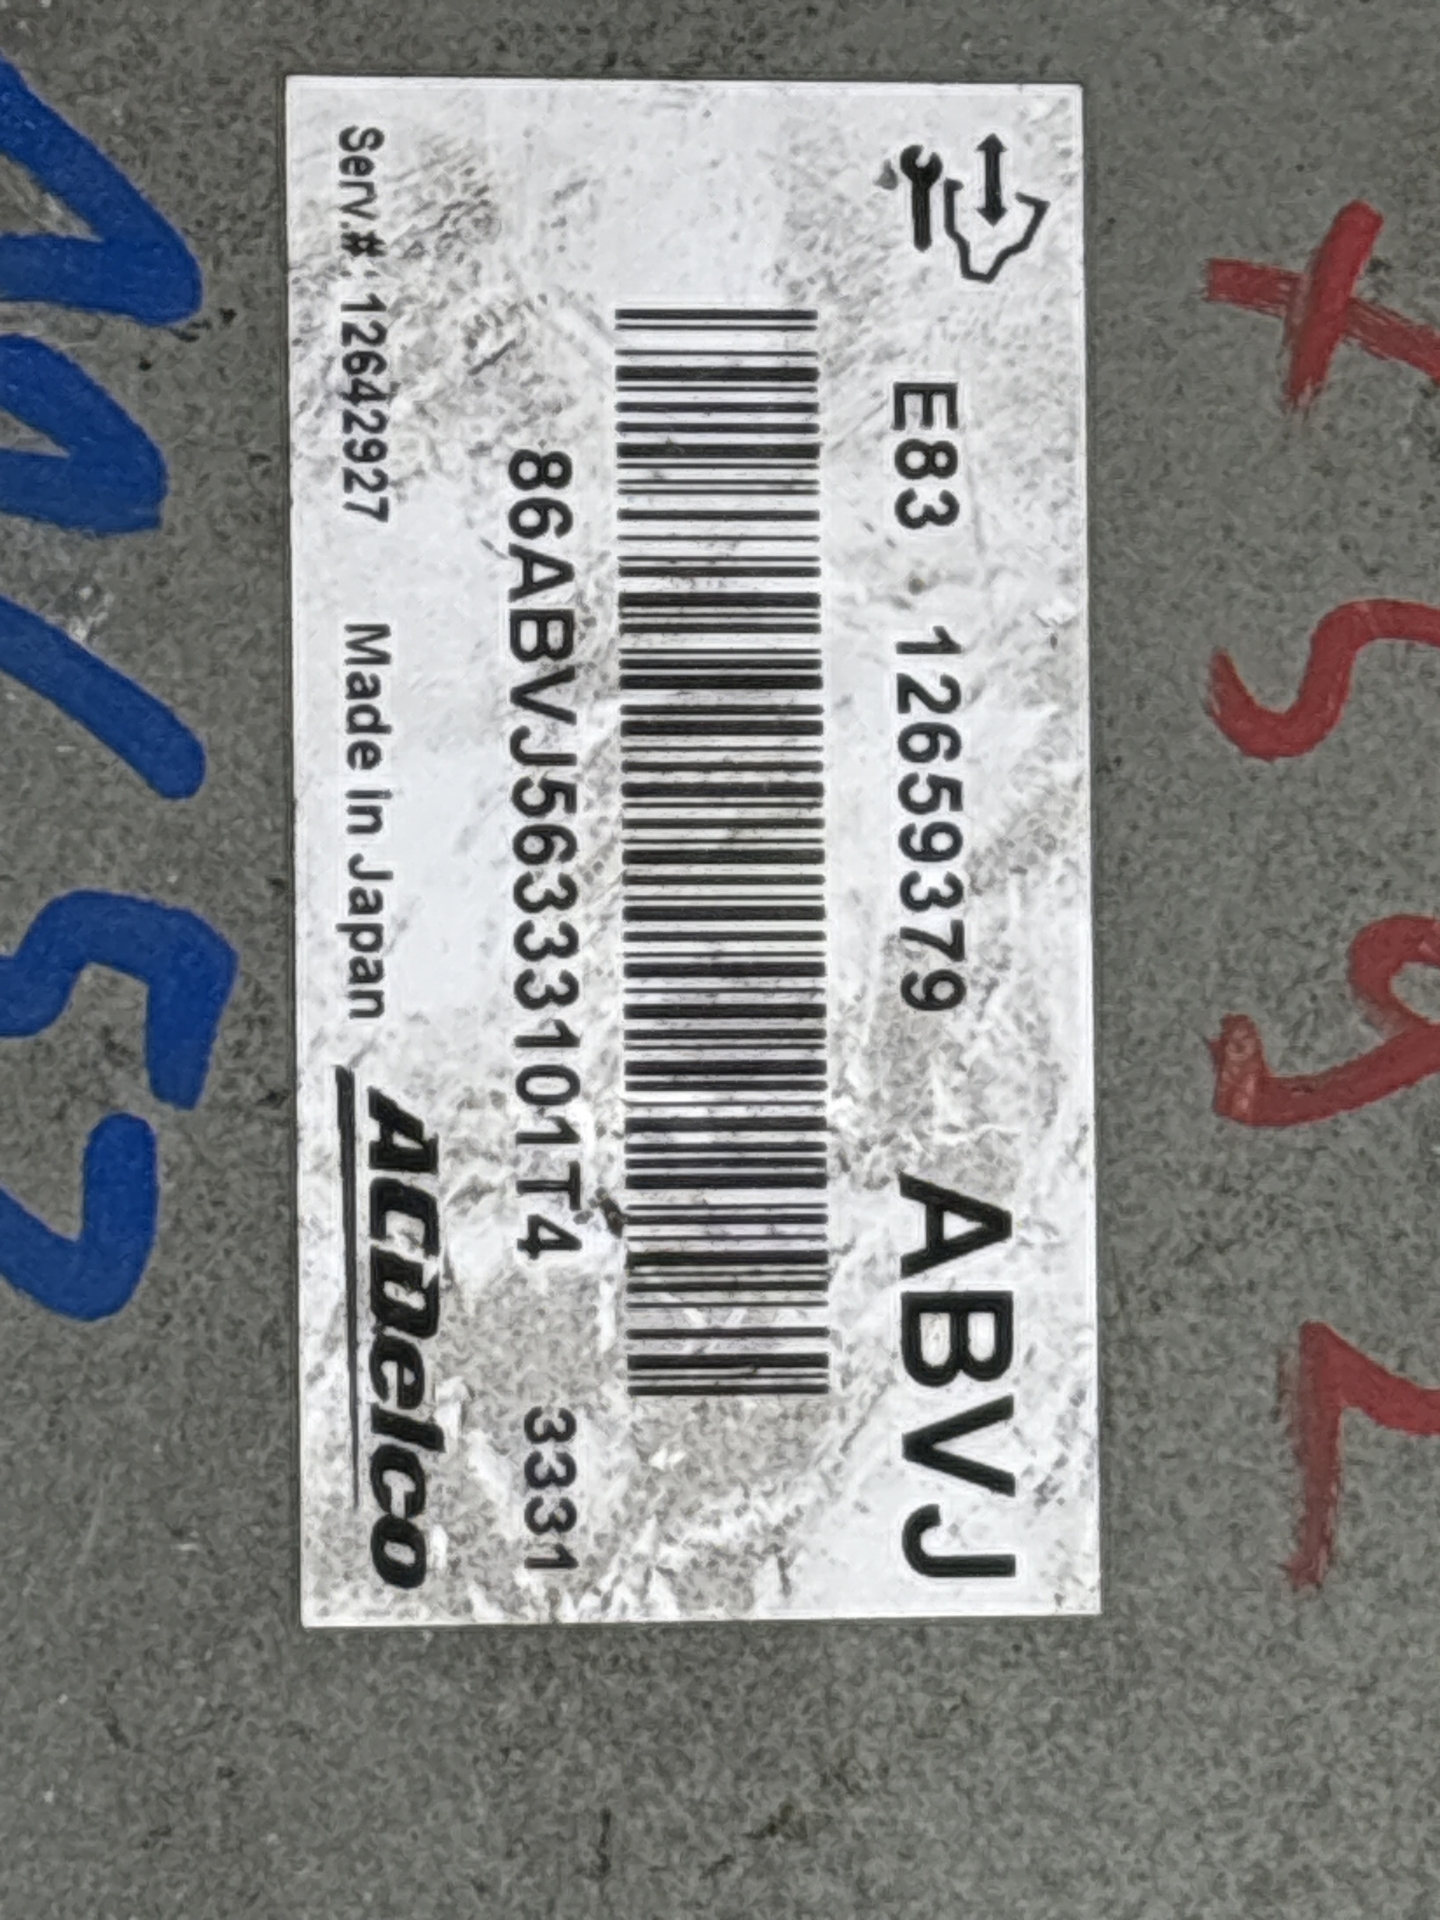 E83 12659379 ABVJ
86ABVJ56333101T4 3331
Serv.#: 12642927 Made in Japan ACDelco